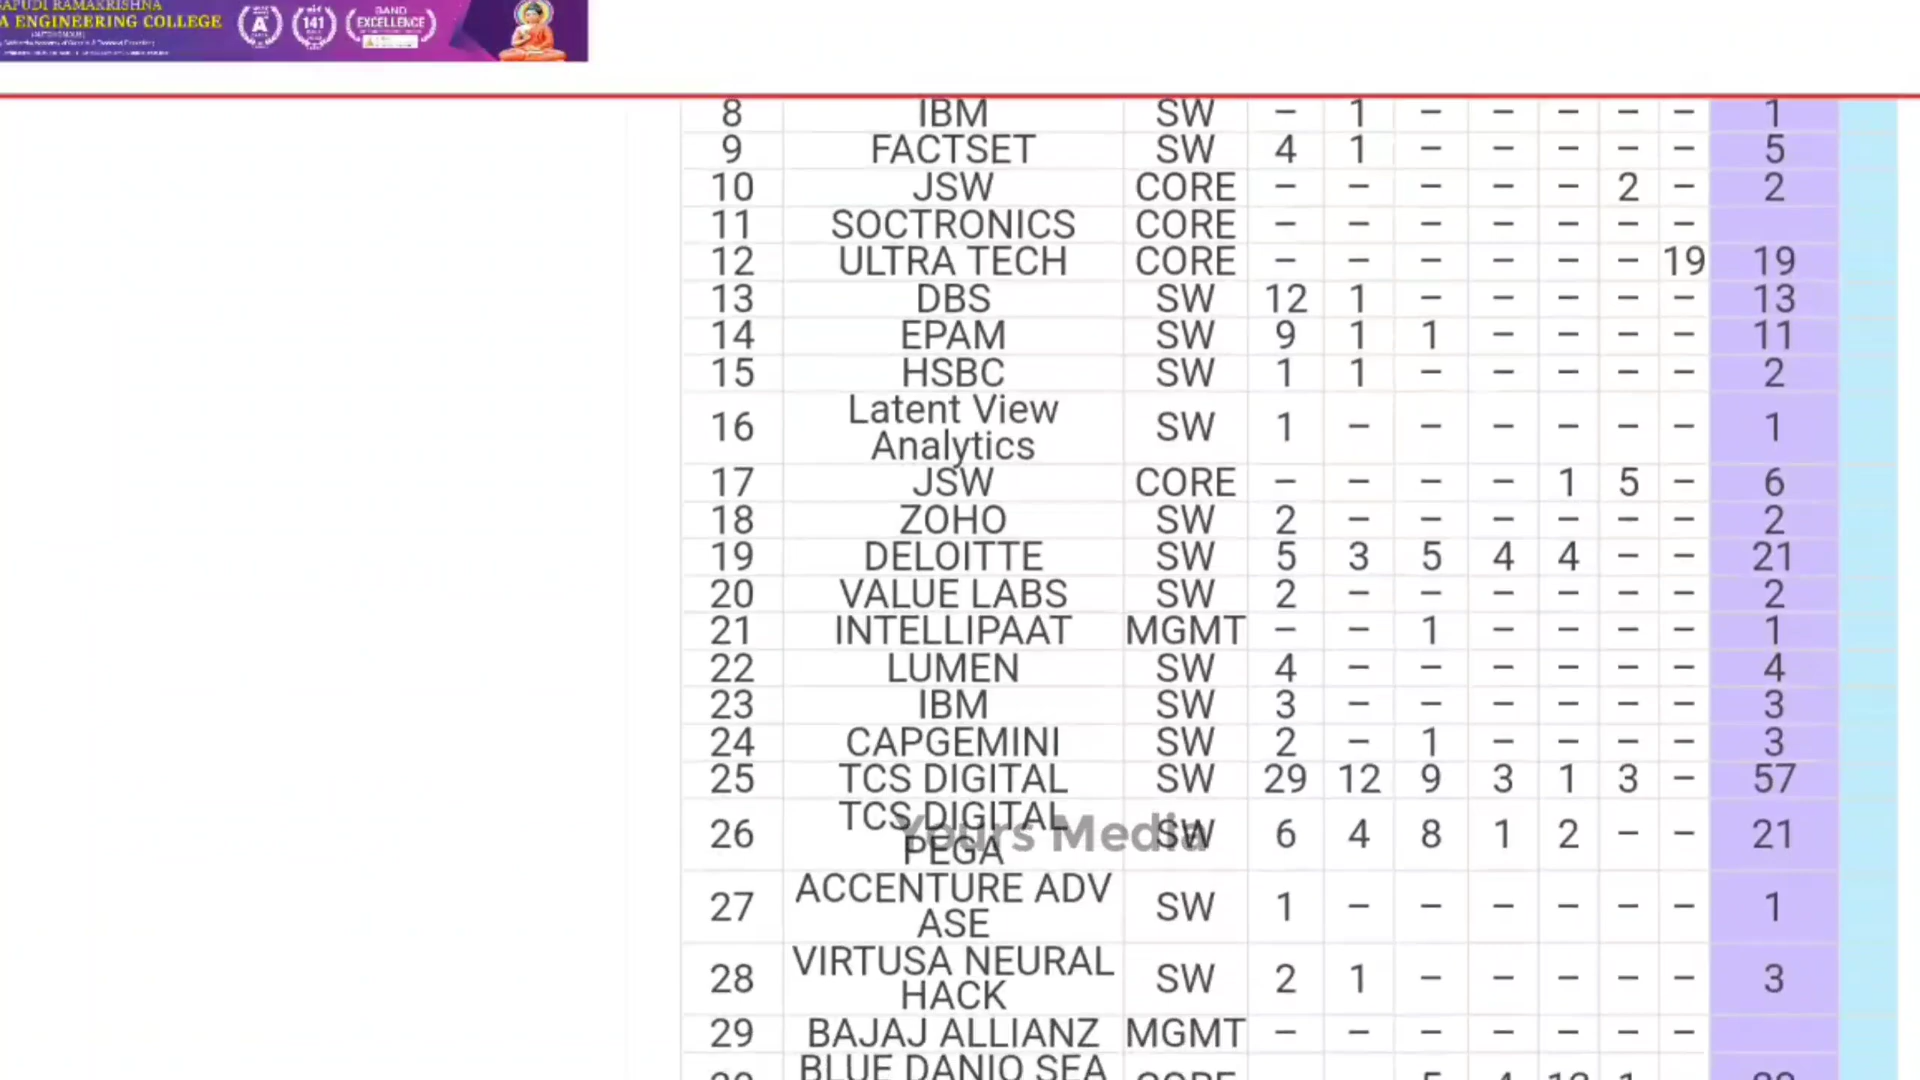 RAMAKRISHNA
A ENGINEERING COLLEGE
A
141
BAND
EXCELLENCE
8 IBM SW – 1 – – – – – 1
9 FACTSET SW 4 1 – – – – – 5
10 JSW CORE – – – – – 2 – 2
11 SOCTRONICS CORE – – – – – – –
12 ULTRA TECH CORE – – – – – – 19 19
13 DBS SW 12 1 – – – – – 13
14 EPAM SW 9 1 1 – – – – 11
15 HSBC SW 1 1 – – – – – 2
16 Latent View
Analytics SW 1 – – – – – – 1
17 JSW CORE – – – – 1 5 – 6
18 ZOHO SW 2 – – – – – – 2
19 DELOITTE SW 5 3 5 4 4 – – 21
20 VALUE LABS SW 2 – – – – – – 2
21 INTELLIPAAT MGMT – – 1 – – – – 1
22 LUMEN SW 4 – – – – – – 4
23 IBM SW 3 – – – – – – 3
24 CAPGEMINI SW 2 – 1 – – – – 3
25 TCS DIGITAL SW 29 12 9 3 1 3 – 57
26 TCS DIGITAL
PEGA SW 6 4 8 1 2 – – 21
Yours Media
27 ACCENTURE ADV
ASE SW 1 – – – – – – 1
28 VIRTUSA NEURAL
HACK SW 2 1 – – – – – 3
29 BAJAJ ALLIANZ MGMT – – – – – – –
BLUE DANIO SEA